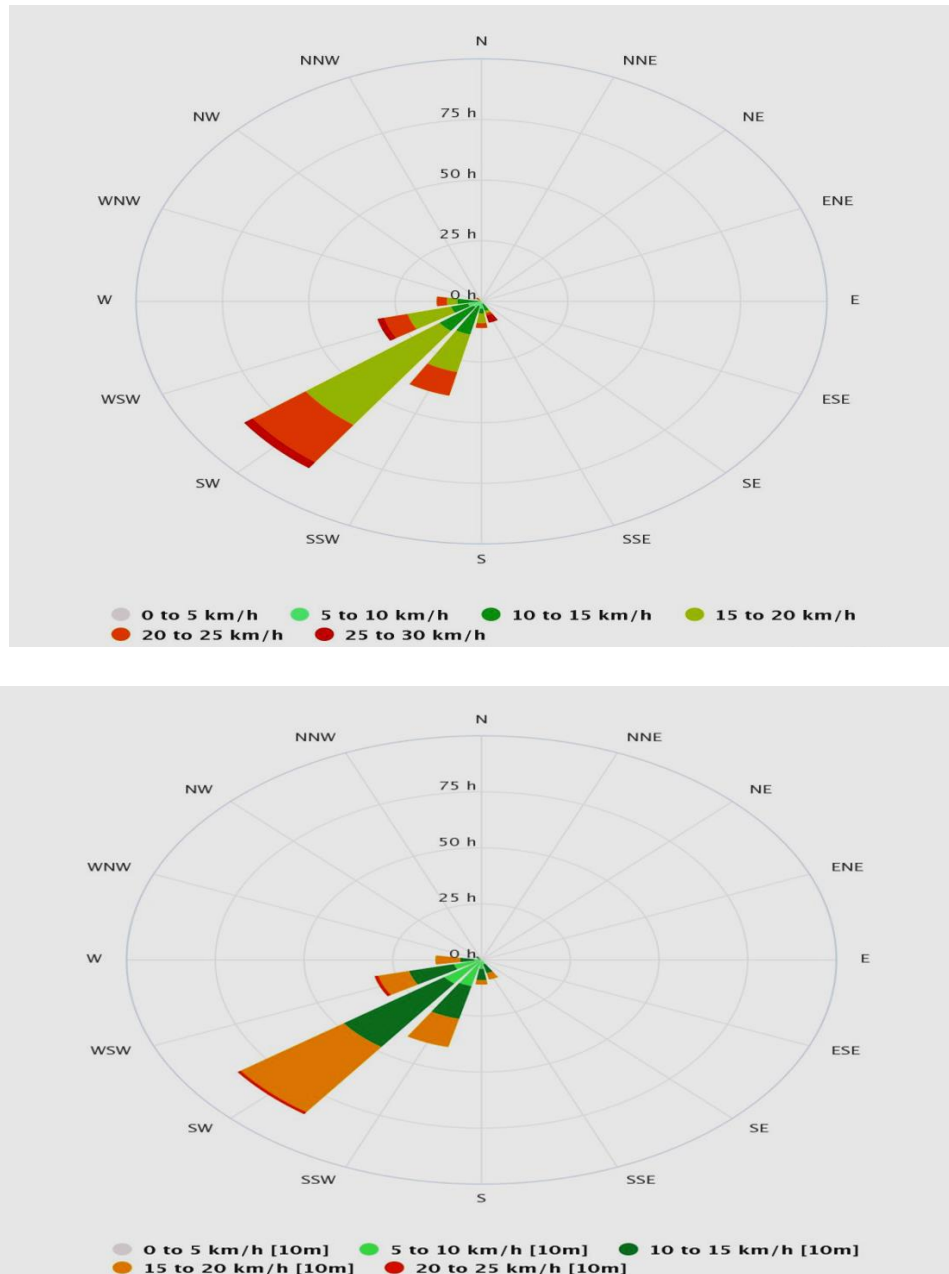 N
NNW NNE
75 h
NW NE
50 h
WNW ENE
25 h
0 h
W E
WSW ESE
SW SE
SSW SSE
S
0 to 5 km/h 5 to 10 km/h 10 to 15 km/h 15 to 20 km/h
20 to 25 km/h 25 to 30 km/h
N
NNW NNE
75 h
NW NE
50 h
WNW ENE
25 h
0 h
W E
WSW ESE
SW SE
SSW SSE
S
0 to 5 km/h [10m] 5 to 10 km/h [10m] 10 to 15 km/h [10m]
15 to 20 km/h [10m] 20 to 25 km/h [10m]